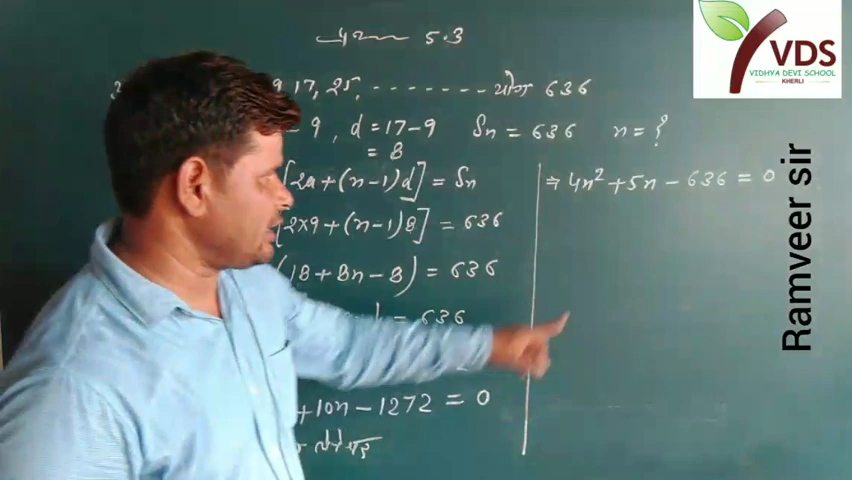 5.3
9, 17, 25, - - - - - - - योग 636
9, d = 17 - 9 Sn = 636 n = ?
= 8
[2a + (n - 1) d] = Sn
[2×9 + (n - 1) 8] = 636
(18 + 8n - 8) = 636
= 636
+ 10n - 1272 = 0
⇒ 4n² + 5n - 636 = 0
VDS
VIDHYA DEVI SCHOOL
KHERLI
Ramveer sir